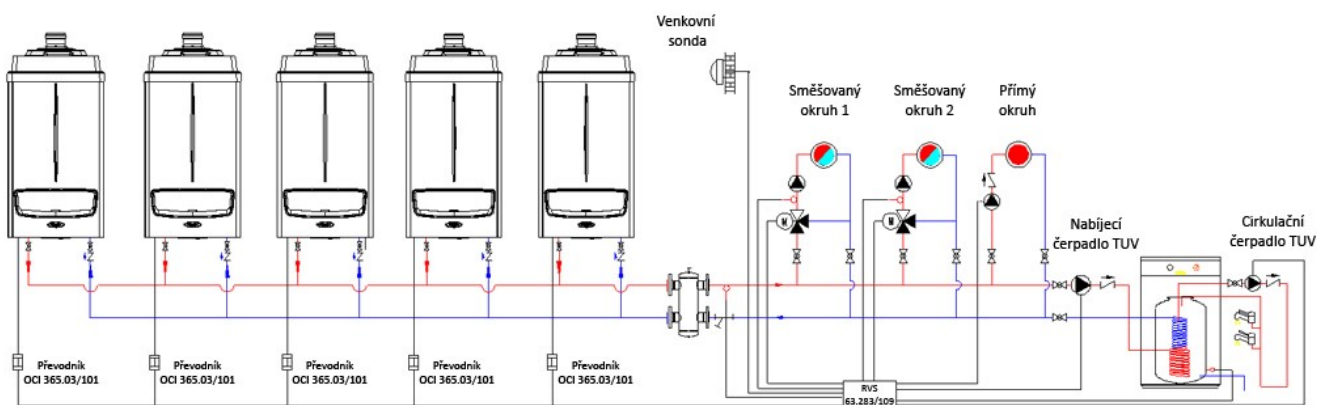 Venkovní
sonda
Směšovaný
okruh 1
Směšovaný
okruh 2
Přímý
okruh
M
M
Nabíjecí
čerpadlo TUV
Cirkulační
čerpadlo TUV
Převodník
OCI 365.03/101
Převodník
OCI 365.03/101
Převodník
OCI 365.03/101
Převodník
OCI 365.03/101
Převodník
OCI 365.03/101
RVS
63.283/109